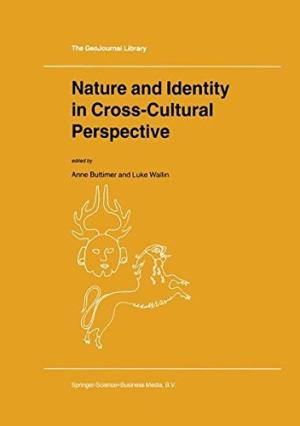 The GeoJournal Library
Nature and Identity
in Cross-Cultural
Perspective
edited by
Anne Buttimer and Luke Wallin
Springer-Science+Business Media, B.V.